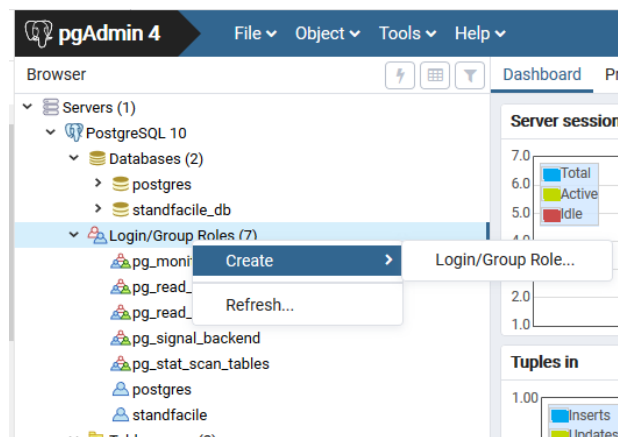 pgAdmin 4 File Object Tools Help
Browser
Dashboard
Servers (1)
PostgreSQL 10
Databases (2)
postgres
standfacile_db
Login/Group Roles (7)
Create
Login/Group Role...
Refresh...
pg_signal_backend
pg_stat_scan_tables
postgres
standfacile
Server session
7.0
6.0
5.0
2.0
1.0
Total
Active
Idle
Tuples in
1.00
Inserts
Updates